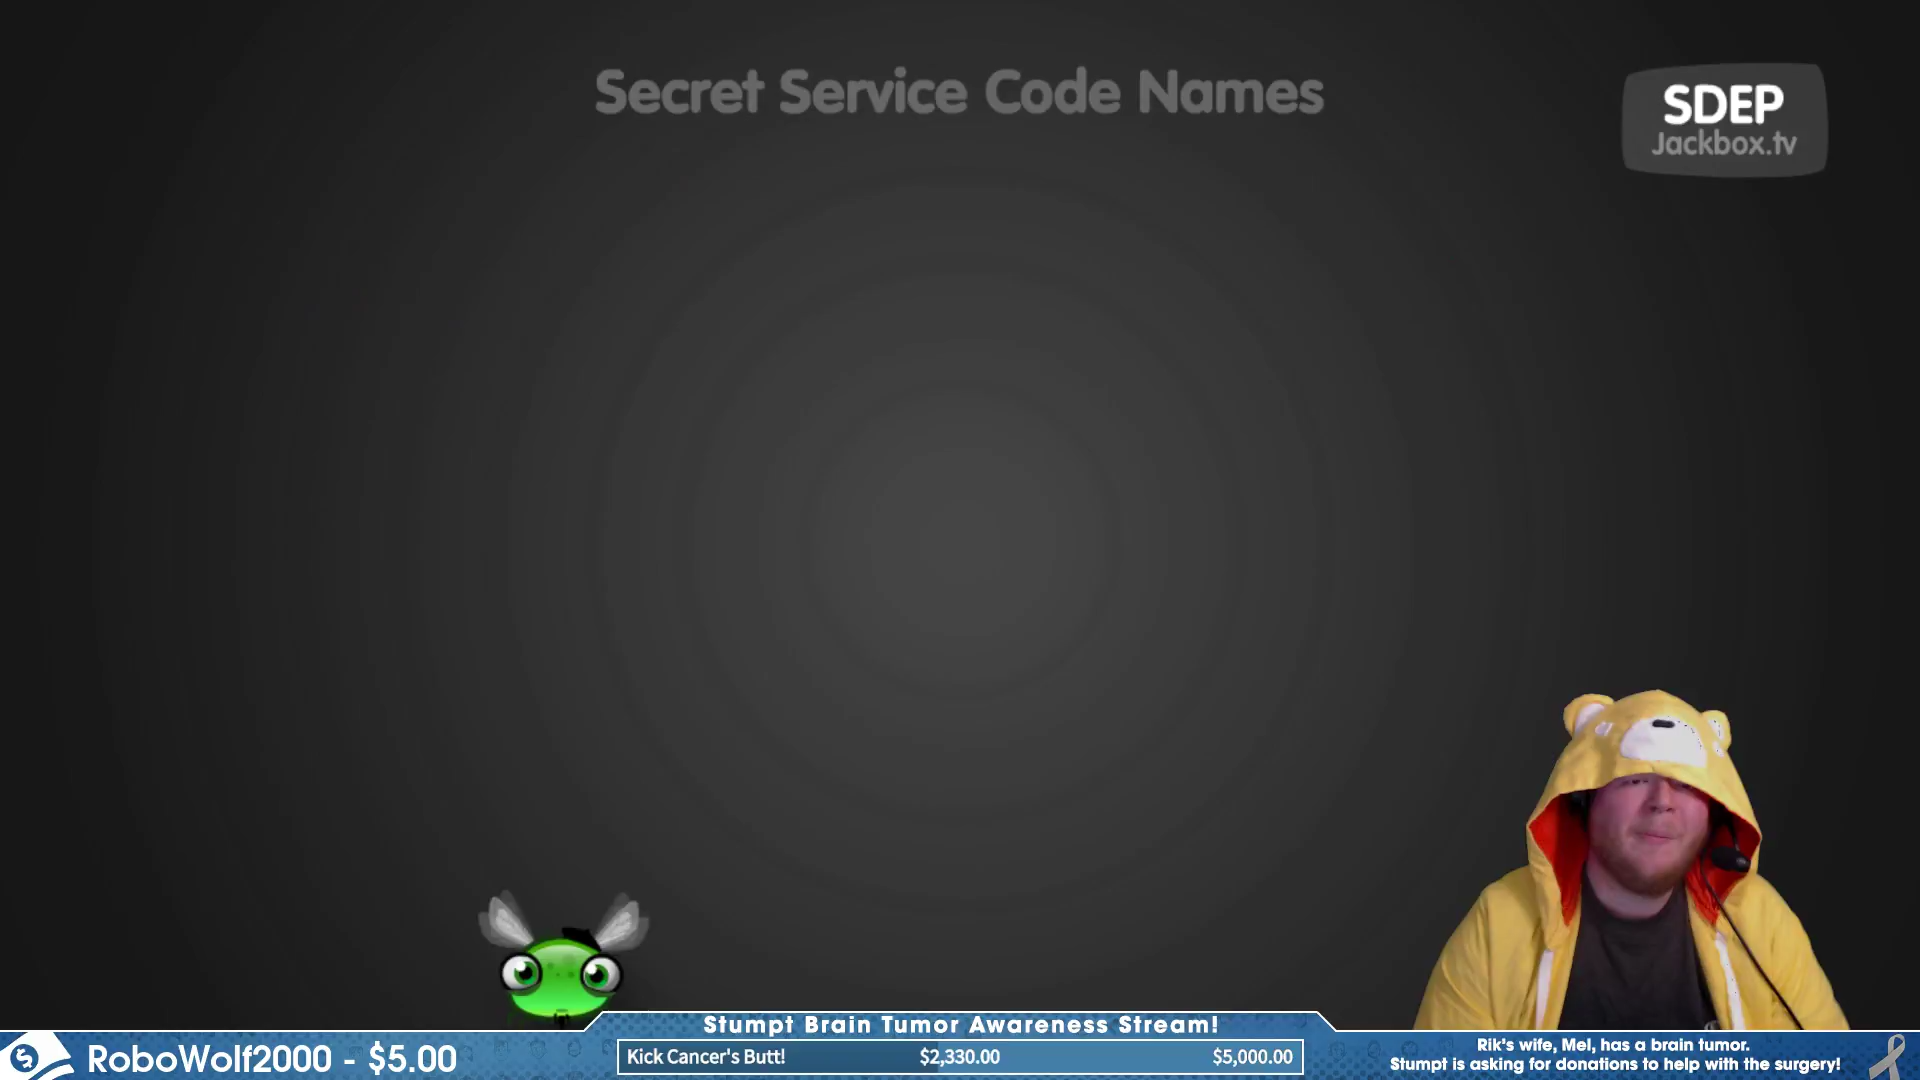 Secret Service Code Names
SDEP
Jackbox.tv
Stumpt Brain Tumor Awareness Stream!
RoboWolf2000 - $5.00
Kick Cancer's Butt! $2,330.00 $5,000.00
Rik's wife, Mel, has a brain tumor.
Stumpt is asking for donations to help with the surgery!